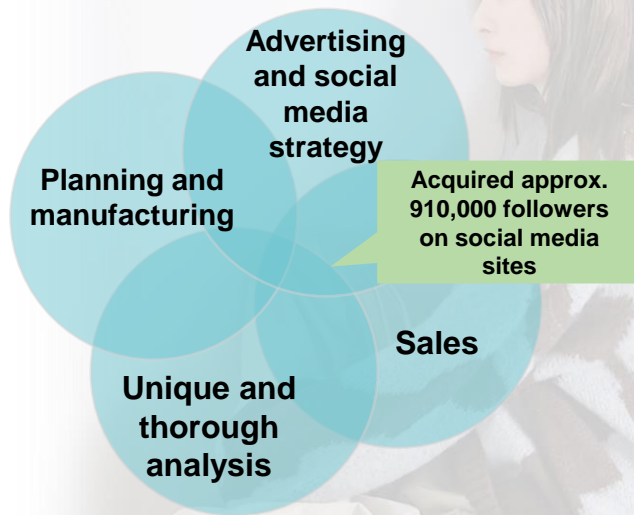 Advertising
and social
media
strategy
Planning and
manufacturing
Acquired approx.
910,000 followers
on social media
sites
Sales
Unique and
thorough
analysis